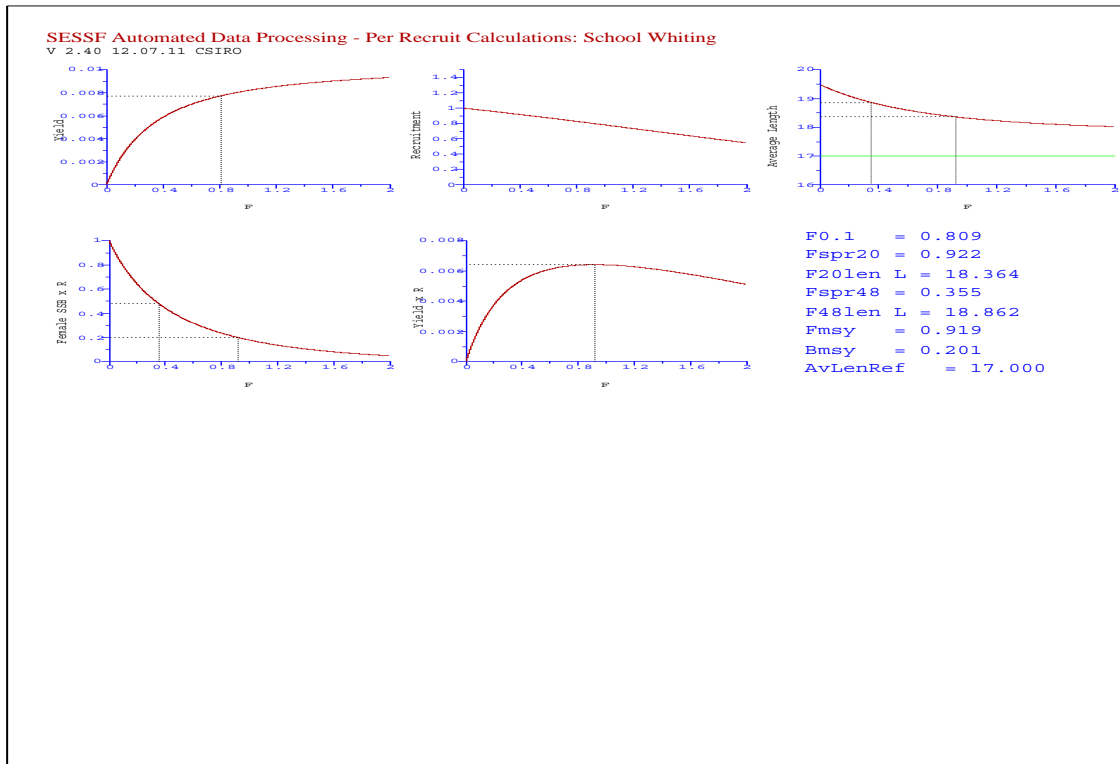 SESSF Automated Data Processing - Per Recruit Calculations: School Whiting
V 2.40 12.07.11 CSIRO
Yield
0.01
0.008
0.006
0.004
0.002
0
0 0.4 0.8 1.2 1.6 2
F
Recruitment
1.4
1.2
1
0.8
0.6
0.4
0.2
0
0 0.4 0.8 1.2 1.6 2
F
Average Length
20
19
18
17
16
0 0.4 0.8 1.2 1.6 2
F
Female SSB x R
1
0.8
0.6
0.4
0.2
0
0 0.4 0.8 1.2 1.6 2
F
Yield x R
0.008
0.006
0.004
0.002
0
0 0.4 0.8 1.2 1.6 2
F
F0.1 = 0.809
Fspr20 = 0.922
F20len L = 18.364
Fspr48 = 0.355
F48len L = 18.862
Fmsy = 0.919
Bmsy = 0.201
AvLenRef = 17.000